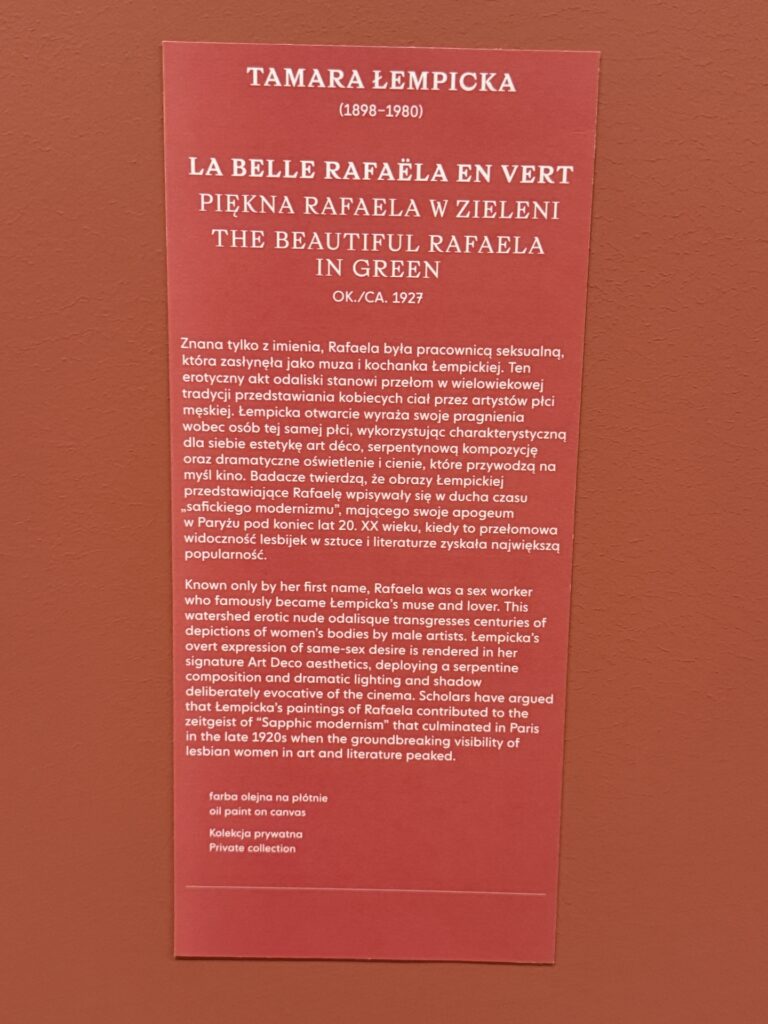 TAMARA ŁEMPICKA
(1898–1980)
LA BELLE RAFAËLA EN VERT
PIĘKNA RAFAELA W ZIELENI
THE BEAUTIFUL RAFAELA
IN GREEN
OK./CA. 1927
Znana tylko z imienia, Rafaela była pracownicą seksualną,
która zasłynęła jako muza i kochanka Łempickiej. Ten
erotyczny akt odaliski stanowi przełom w wielowiekowej
tradycji przedstawiania kobiecych ciał przez artystów płci
męskiej. Łempicka otwarcie wyraża swoje pragnienia
wobec osób tej samej płci, wykorzystując charakterystyczną
dla siebie estetykę art déco, serpentynową kompozycję
oraz dramatyczne oświetlenie i cienie, które przywodzą na
myśl kino. Badacze twierdzą, że obrazy Łempickiej
przedstawiające Rafaelę wpisywały się w ducha czasu
„safickiego modernizmu”, mającego swoje apogeum
w Paryżu pod koniec lat 20. XX wieku, kiedy to przełomowa
widoczność lesbijek w sztuce i literaturze zyskała największą
popularność.
Known only by her first name, Rafaela was a sex worker
who famously became Łempicka’s muse and lover. This
watershed erotic nude odalisque transgresses centuries of
depictions of women’s bodies by male artists. Łempicka’s
overt expression of same-sex desire is rendered in her
signature Art Deco aesthetics, deploying a serpentine
composition and dramatic lighting and shadow
deliberately evocative of the cinema. Scholars have argued
that Łempicka’s paintings of Rafaela contributed to the
zeitgeist of “Sapphic modernism” that culminated in Paris
in the late 1920s when the groundbreaking visibility of
lesbian women in art and literature peaked.
farba olejna na płótnie
oil paint on canvas
Kolekcja prywatna
Private collection